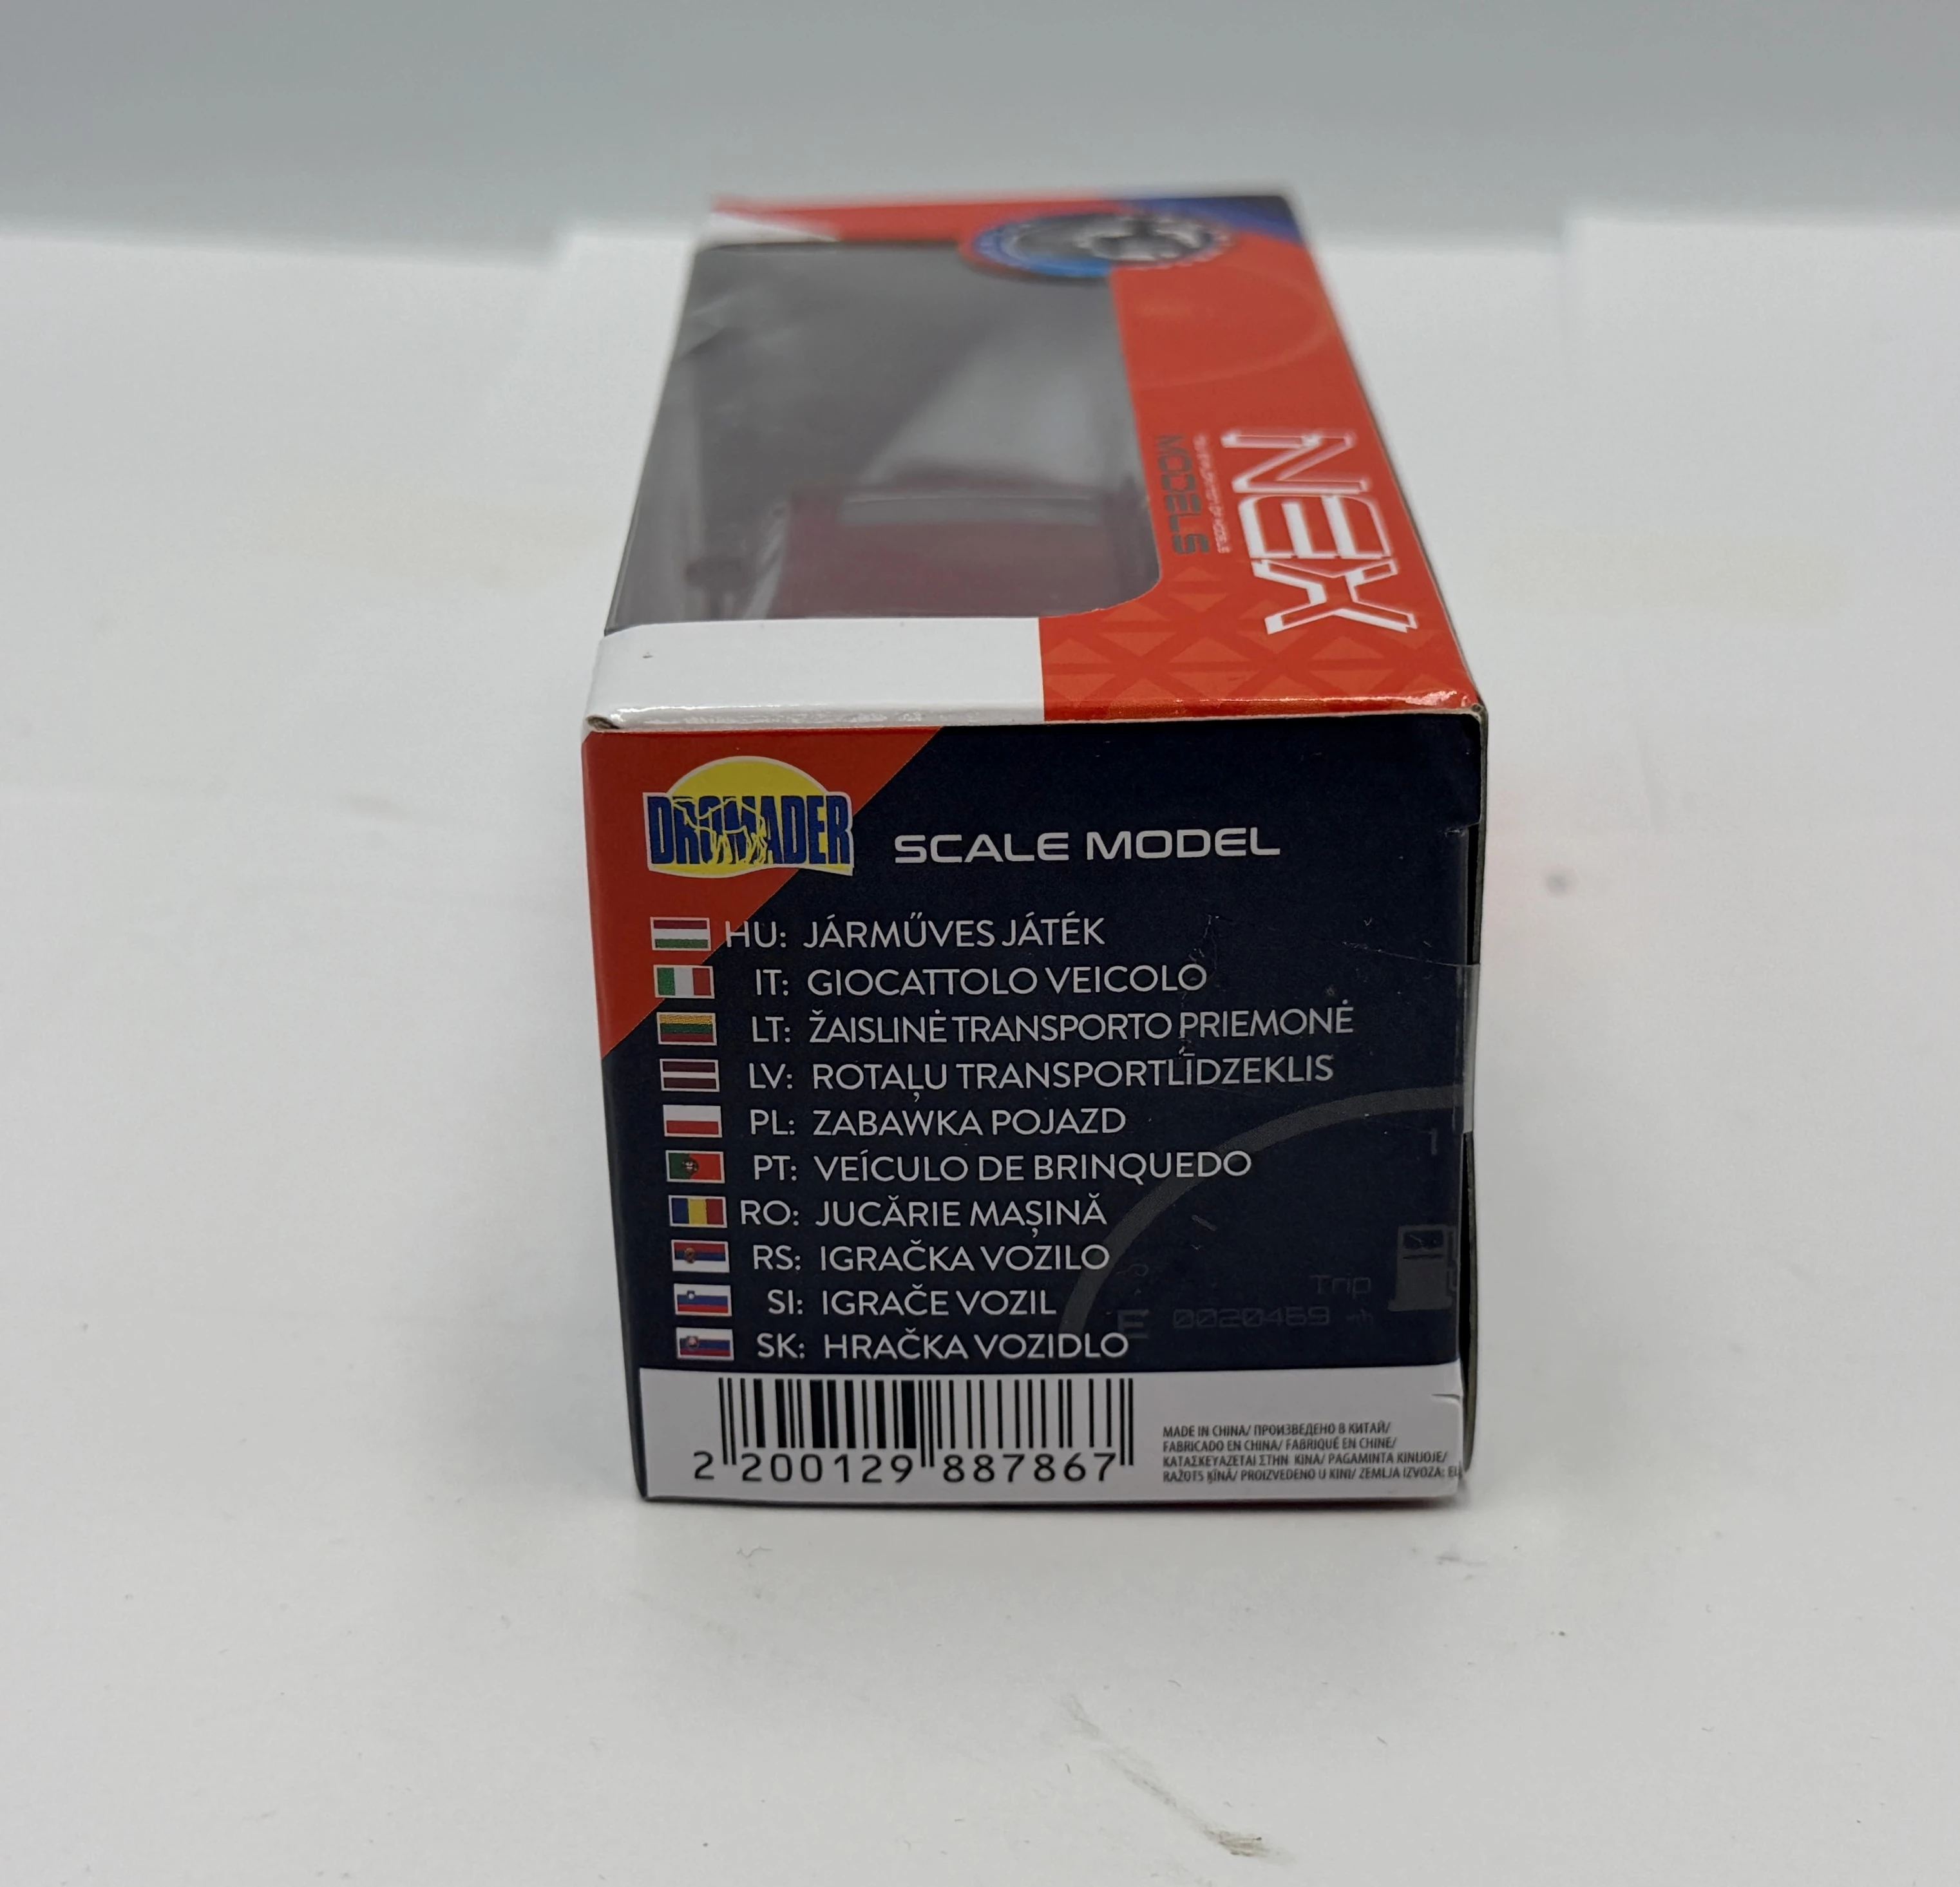 NEX
MODELS
DROMADER
SCALE MODEL
HU: JÁRMŰVES JÁTÉK
IT: GIOCATTOLO VEICOLO
LT: ŽAISLINĖ TRANSPORTO PRIEMONĖ
LV: ROTAĻU TRANSPORTLĪDZEKLIS
PL: ZABAWKA POJAZD
PT: VEÍCULO DE BRINQUEDO
RO: JUCĂRIE MAȘINĂ
RS: IGRAČKA VOZILO
SI: IGRAČE VOZIL
SK: HRAČKA VOZIDLO
Trip
E 0020469
2 200129 887867
MADE IN CHINA/ ПРОИЗВЕДЕНО В КИТАЙ/
FABRICADO EN CHINA/ FABRIQUÉ EN CHINE/
ΚΑΤΑΣΚΕΥΑΖΕΤΑΙ ΣΤΗΝ ΚΙΝΑ/ PAGAMINTA KINIJOJE/
RAŽOTS ĶĪNĀ/ PROIZVEDENO U KINI/ ZEMLJA IZVOZA: EU